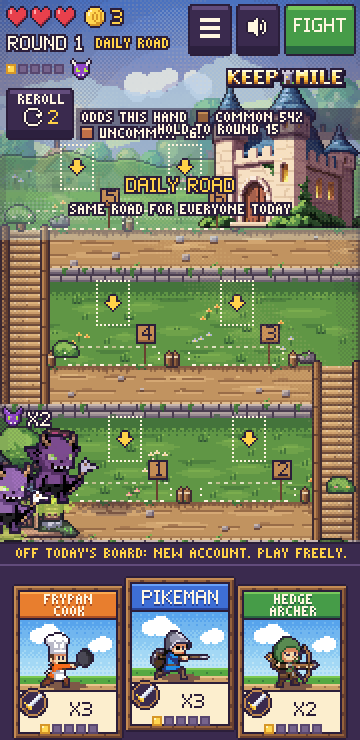 3
FIGHT
ROUND 1 DAILY ROAD
KEEP MILE
REROLL
2
ODDS THIS HAND COMMON 54%
HOLD TO ROUND 15
DAILY ROAD
SAME ROAD FOR EVERYONE TODAY
4
3
X2
1
2
OFF TODAY'S BOARD: NEW ACCOUNT. PLAY FREELY.
FRYPAN COOK
PIKEMAN
HEDGE ARCHER
X3
X3
X2